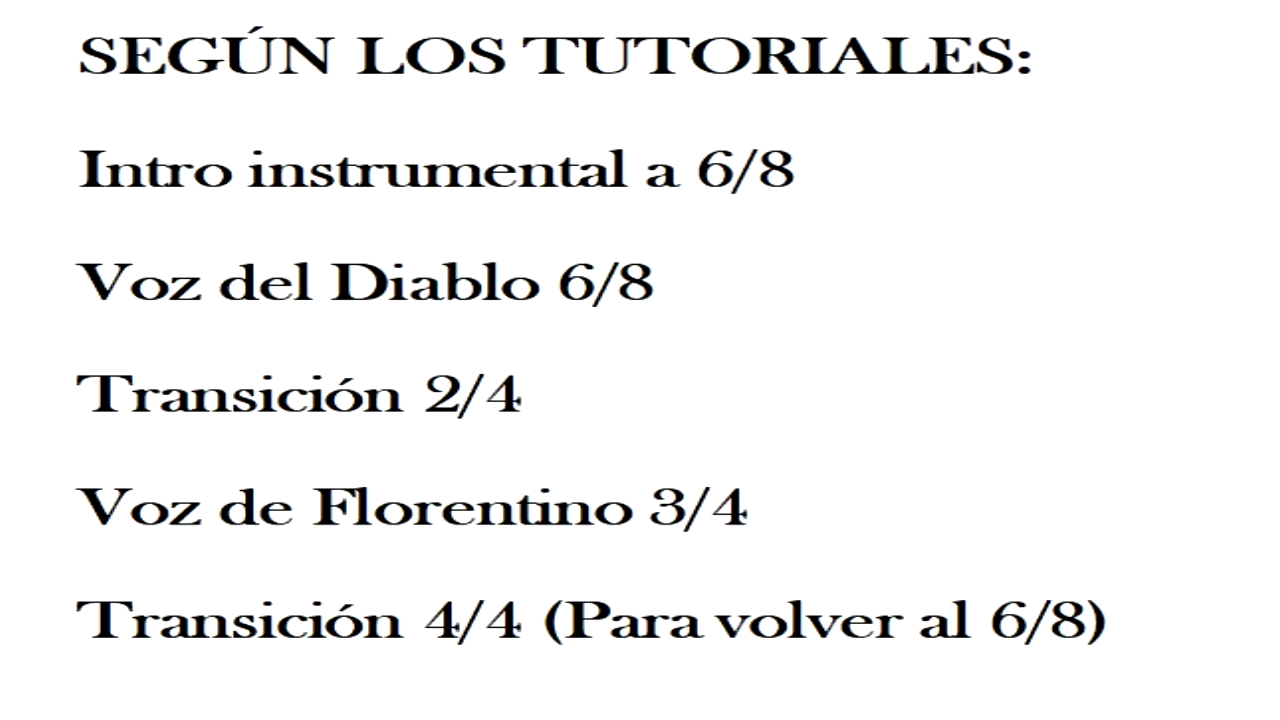 SEGÚN LOS TUTORIALES:
Intro instrumental a 6/8
Voz del Diablo 6/8
Transición 2/4
Voz de Florentino 3/4
Transición 4/4 (Para volver al 6/8)